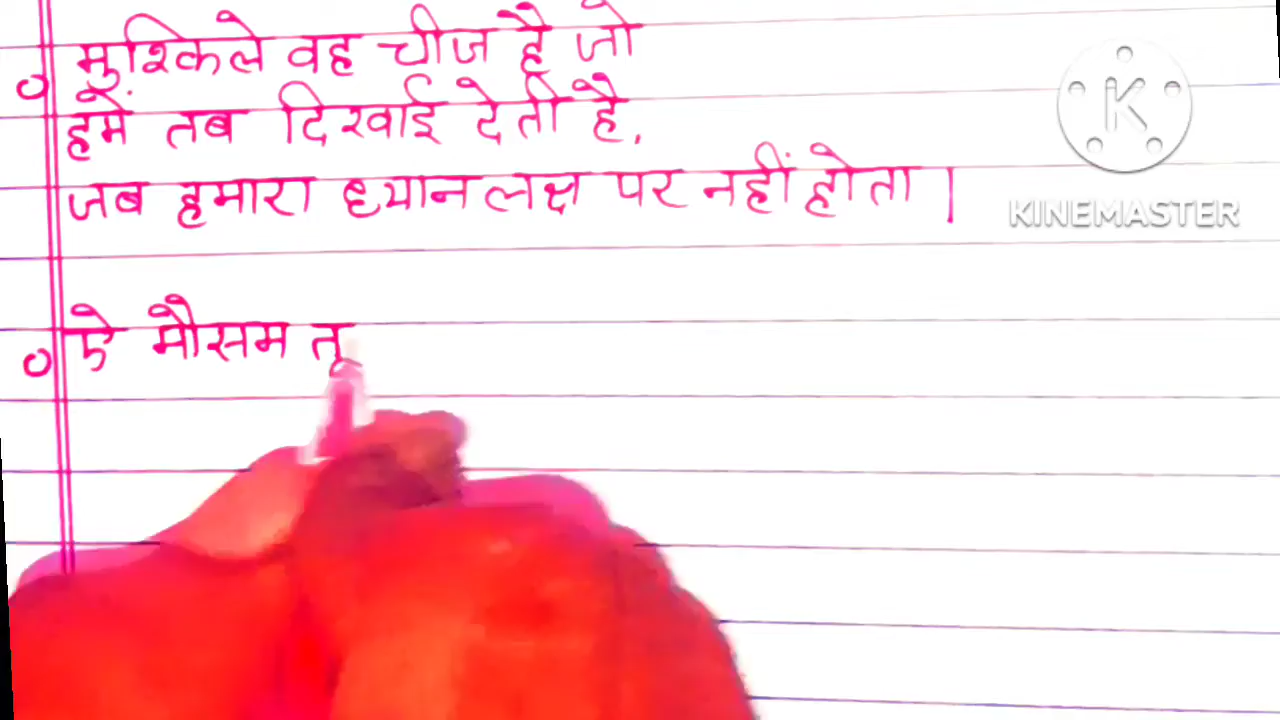 मुश्किले वह चीज है जो
हमें तब दिखाई देती है,
जब हमारा ध्यान लक्ष पर नहीं होता |
ऐ मौसम तू
KINEMASTER